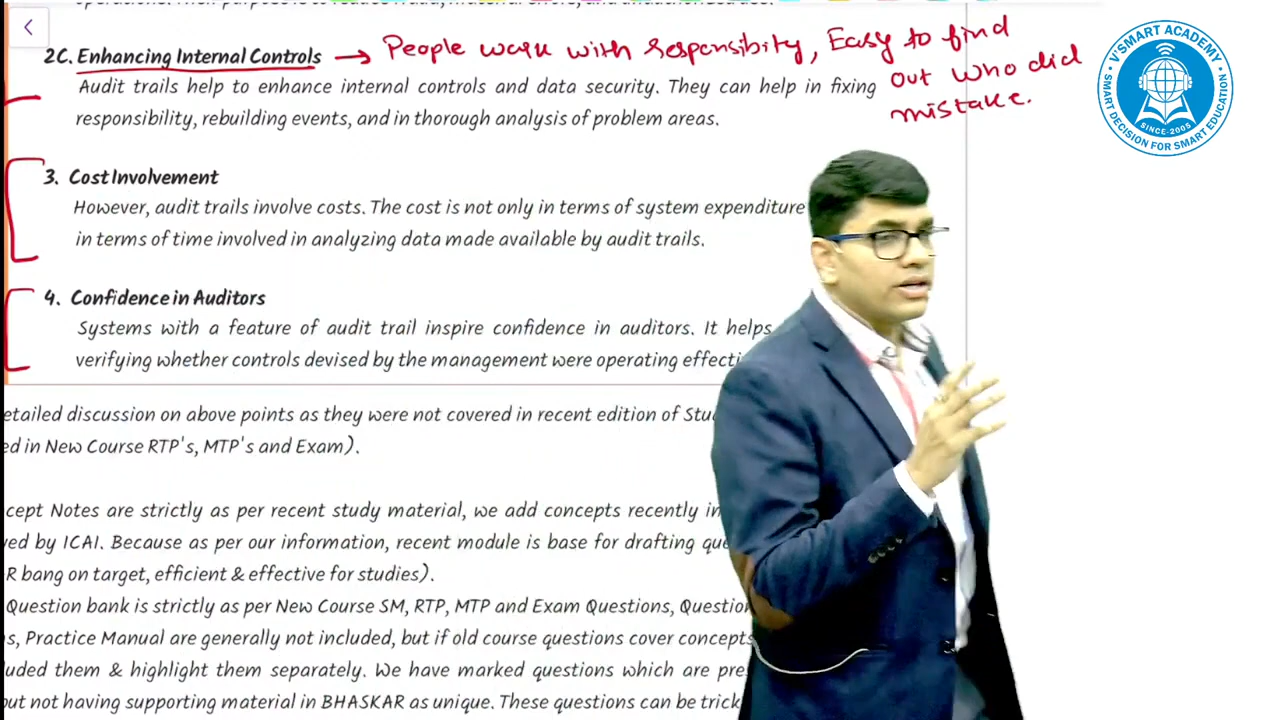 2C. Enhancing Internal Controls → People work with responsibity, Easy to find
out who did
mistake.
Audit trails help to enhance internal controls and data security. They can help in fixing
responsibility, rebuilding events, and in thorough analysis of problem areas.
3. Cost Involvement
However, audit trails involve costs. The cost is not only in terms of system expenditure
in terms of time involved in analyzing data made available by audit trails.
4. Confidence in Auditors
Systems with a feature of audit trail inspire confidence in auditors. It helps
verifying whether controls devised by the management were operating effecti
etailed discussion on above points as they were not covered in recent edition of Stu
ed in New Course RTP's, MTP's and Exam).
cept Notes are strictly as per recent study material, we add concepts recently in
ved by ICAI. Because as per our information, recent module is base for drafting que
R bang on target, efficient & effective for studies).
Question bank is strictly as per New Course SM, RTP, MTP and Exam Questions, Question
s, Practice Manual are generally not included, but if old course questions cover concepts
uded them & highlight them separately. We have marked questions which are pre
but not having supporting material in BHASKAR as unique. These questions can be trick
V'SMART ACADEMY
SINCE-2005
SMART DECISION FOR SMART EDUCATION